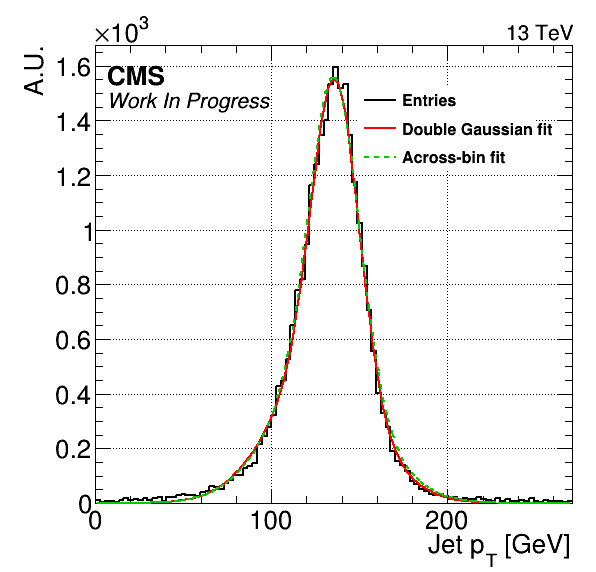 ×10³
13 TeV
A.U.
CMS
Work In Progress
Entries
Double Gaussian fit
Across-bin fit
1.6
1.4
1.2
1
0.8
0.6
0.4
0.2
0
0 100 200
Jet p_T [GeV]